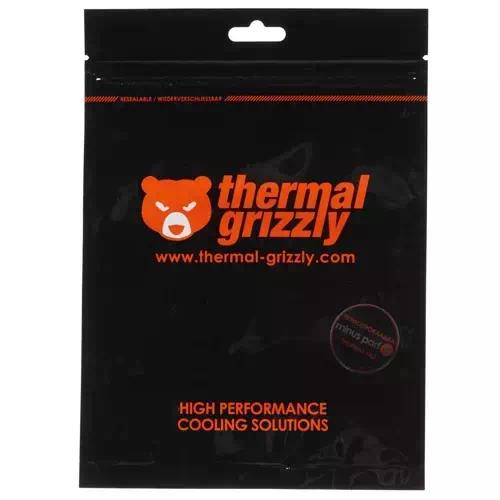 RESEALABLE / WIEDERVERSCHLIESSBAR
thermal
grizzly
www.thermal-grizzly.com
minus pad
HIGH PERFORMANCE
COOLING SOLUTIONS